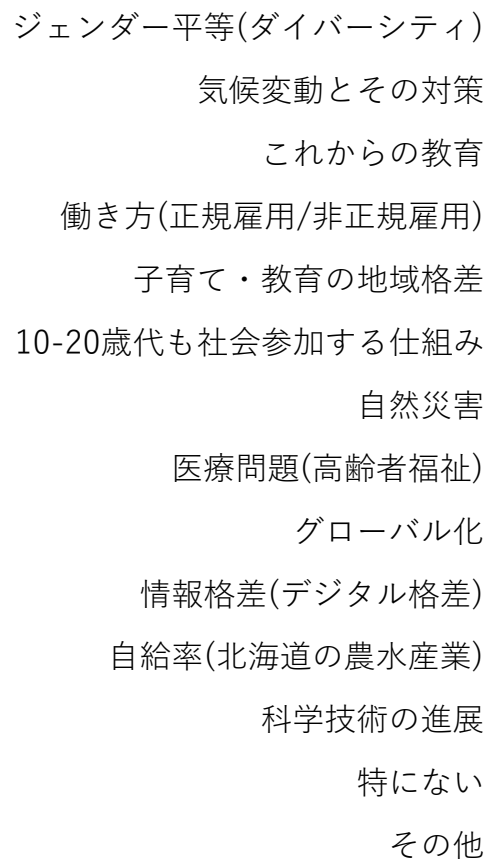 ジェンダー平等(ダイバーシティ)
気候変動とその対策
これからの教育
働き方(正規雇用/非正規雇用)
子育て・教育の地域格差
10-20歳代も社会参加する仕組み
自然災害
医療問題(高齢者福祉)
グローバル化
情報格差(デジタル格差)
自給率(北海道の農水産業)
科学技術の進展
特にない
その他